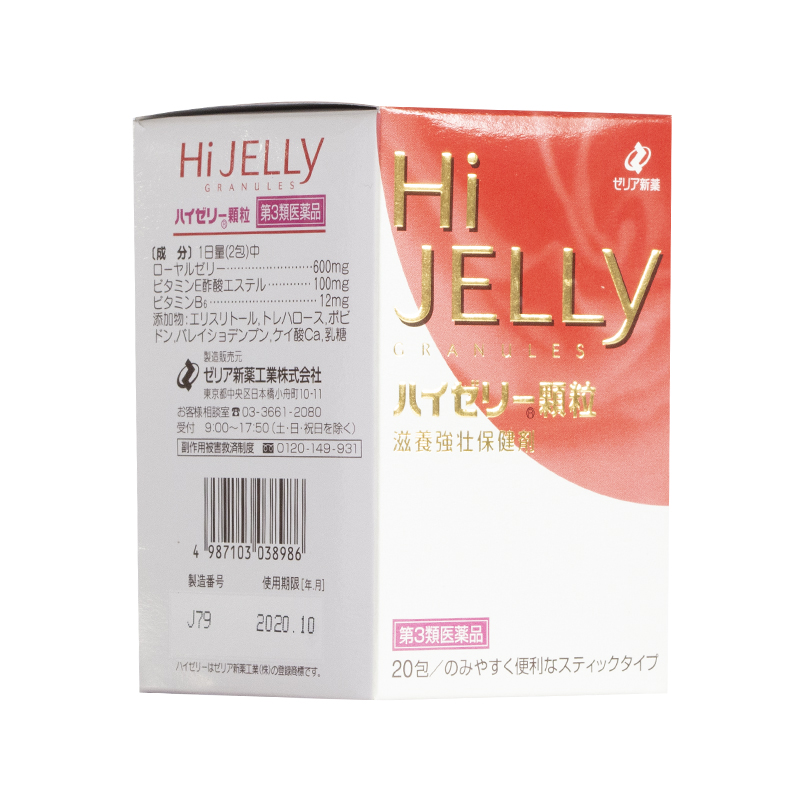 Hi JELLY
GRANULES
ハイゼリー®顆粒 第3類医薬品
〔成 分〕1日量(2包)中
ローヤルゼリー……………………600mg
ビタミンE酢酸エステル…………100mg
ビタミンB₆…………………………12mg
添加物:エリスリトール,トレハロース,ポビ
ドン,バレイショデンプン,ケイ酸Ca,乳糖
製造販売元
ゼリア新薬工業株式会社
東京都中央区日本橋小舟町10-11
お客様相談室☎03-3661-2080
受付 9:00〜17:50(土・日・祝日を除く)
副作用被害救済制度 ☎0120-149-931
4 987103 038986
製造番号 使用期限[年.月]
J79 2020.10
ハイゼリーはゼリア新薬工業(株)の登録商標です。
ゼリア新薬
Hi
JELLY
GRANULES
ハイゼリー®顆粒
滋養強壮保健剤
第3類医薬品
20包/のみやすく便利なスティックタイプ